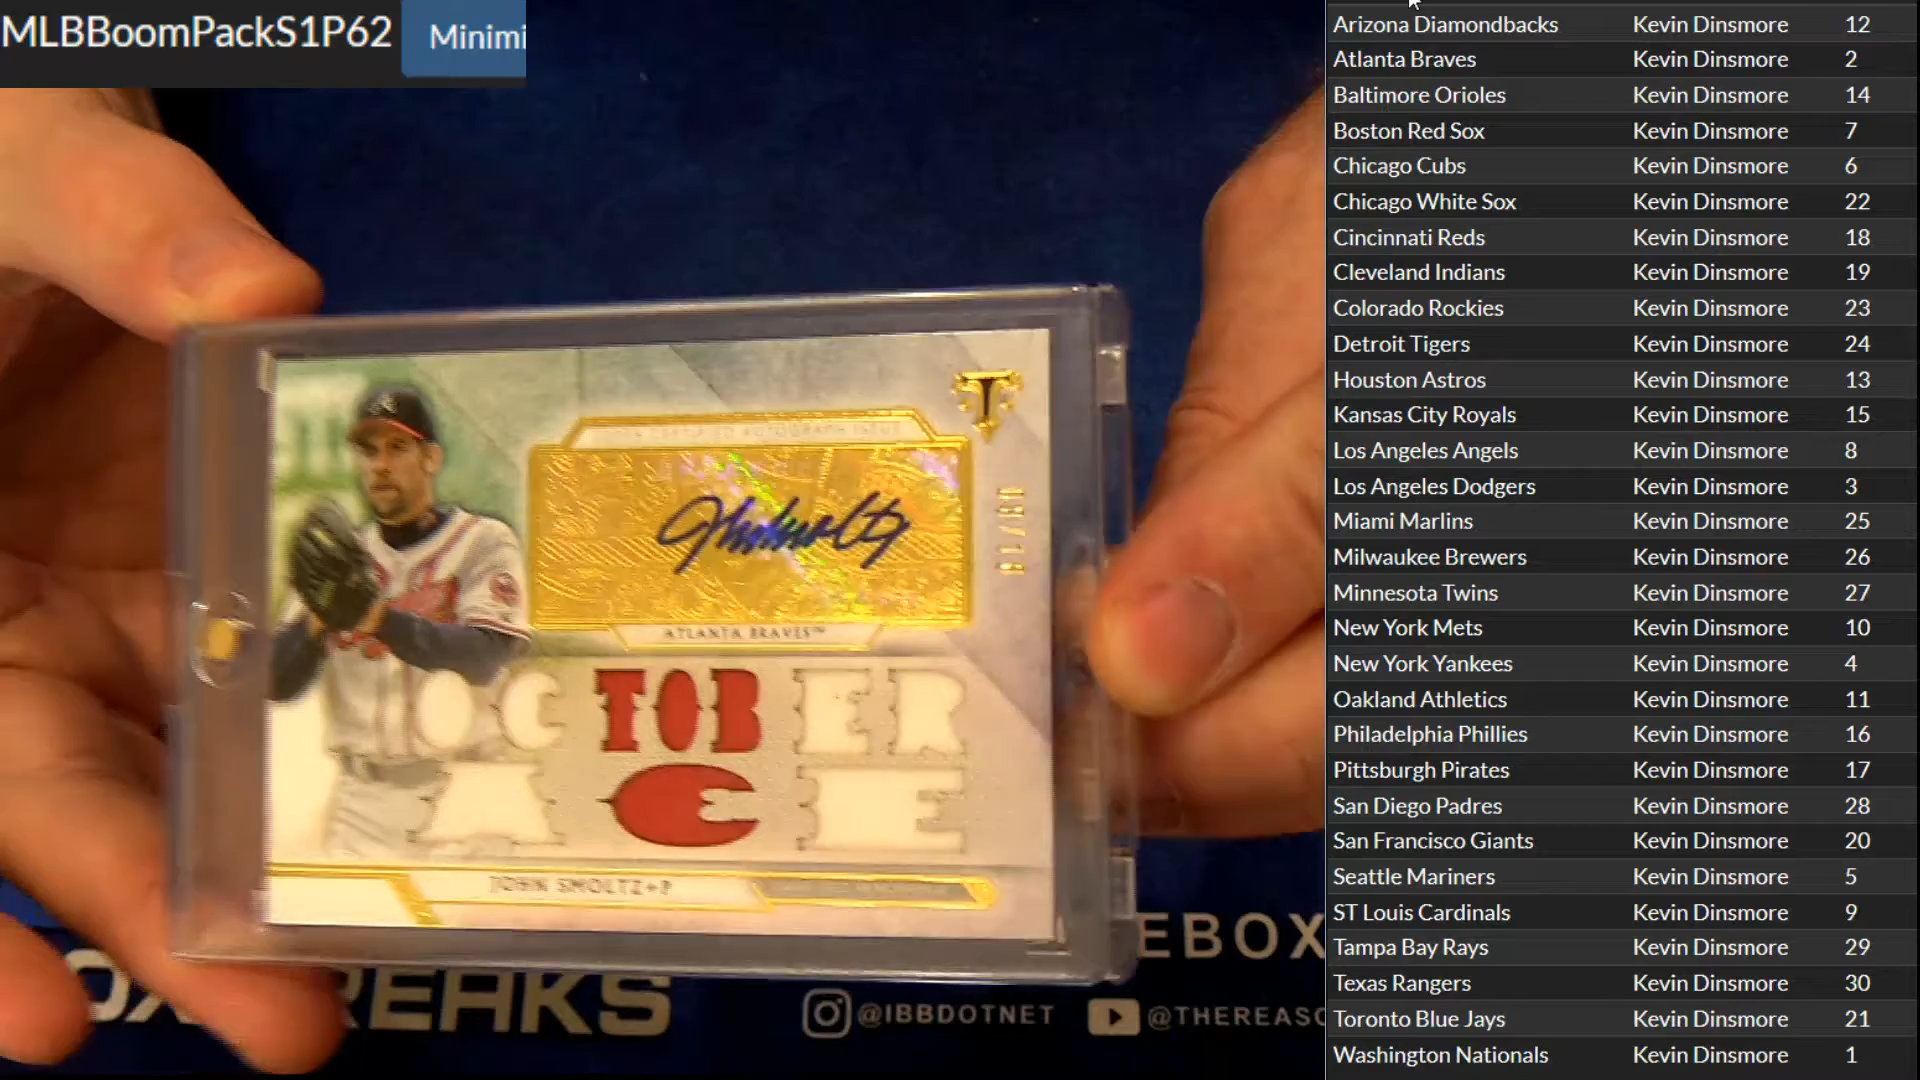 MLBBoomPackS1P62
Minimi
Arizona Diamondbacks Kevin Dinsmore 12
Atlanta Braves Kevin Dinsmore 2
Baltimore Orioles Kevin Dinsmore 14
Boston Red Sox Kevin Dinsmore 7
Chicago Cubs Kevin Dinsmore 6
Chicago White Sox Kevin Dinsmore 22
Cincinnati Reds Kevin Dinsmore 18
Cleveland Indians Kevin Dinsmore 19
Colorado Rockies Kevin Dinsmore 23
Detroit Tigers Kevin Dinsmore 24
Houston Astros Kevin Dinsmore 13
Kansas City Royals Kevin Dinsmore 15
Los Angeles Angels Kevin Dinsmore 8
Los Angeles Dodgers Kevin Dinsmore 3
Miami Marlins Kevin Dinsmore 25
Milwaukee Brewers Kevin Dinsmore 26
Minnesota Twins Kevin Dinsmore 27
New York Mets Kevin Dinsmore 10
New York Yankees Kevin Dinsmore 4
Oakland Athletics Kevin Dinsmore 11
Philadelphia Phillies Kevin Dinsmore 16
Pittsburgh Pirates Kevin Dinsmore 17
San Diego Padres Kevin Dinsmore 28
San Francisco Giants Kevin Dinsmore 20
Seattle Mariners Kevin Dinsmore 5
ST Louis Cardinals Kevin Dinsmore 9
Tampa Bay Rays Kevin Dinsmore 29
Texas Rangers Kevin Dinsmore 30
Toronto Blue Jays Kevin Dinsmore 21
Washington Nationals Kevin Dinsmore 1
T
AUTOGRAPH ISSUE
ATLANTA BRAVES™
OCTOBER
ACE
JOHN SMOLTZ P
EBOX
REAKS
@IBBDOTNET
@THEREASO